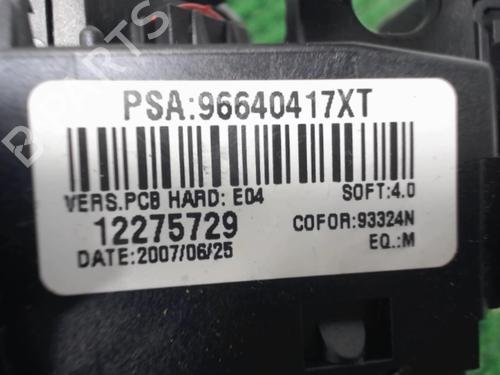 PSA:96640417XT
VERS.PCB HARD: E04 SOFT:4.0
12275729 COFOR:93324N
DATE:2007/06/25 EQ.:M